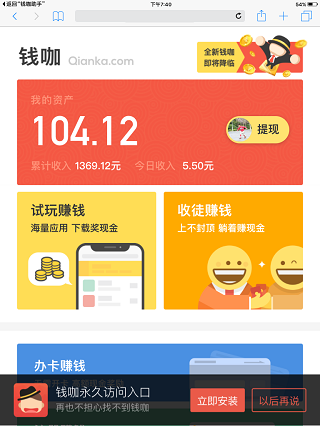 返回"钱咖助手"
下午7:40
54%
钱咖 Qianka.com
全新钱咖
即将降临
我的资产
104.12
提现
累计收入 1369.12元 今日收入 5.50元
试玩赚钱
海量应用 下载奖现金
收徒赚钱
上不封顶 躺着赚现金
办卡赚钱
钱咖永久访问入口
再也不担心找不到钱咖
立即安装
以后再说